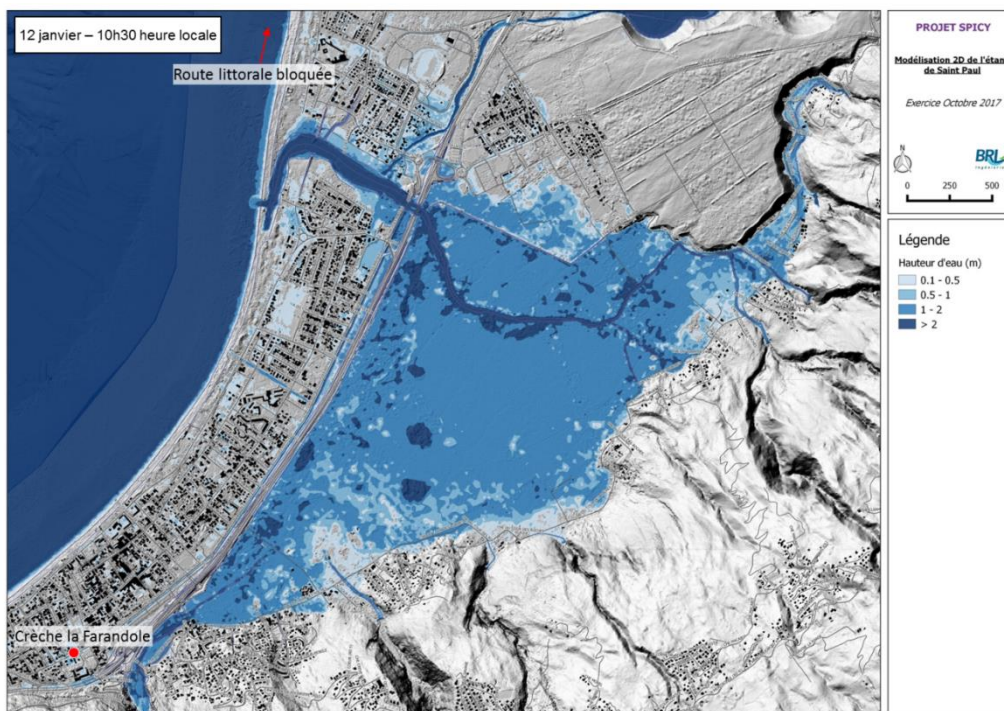 12 janvier – 10h30 heure locale
Route littorale bloquée
Crèche la Farandole
PROJET SPICY
Modélisation 2D de l'étang
de Saint Paul
Exercice Octobre 2017
N
BRL
ingénierie
0 250 500
Légende
Hauteur d'eau (m)
0.1 - 0.5
0.5 - 1
1 - 2
> 2